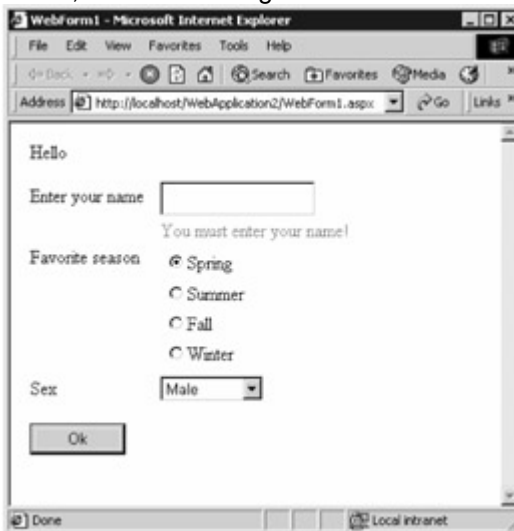 WebForm1 - Microsoft Internet Explorer
File Edit View Favorites Tools Help
Back Search Favorites Media
Address http://localhost/WebApplication2/WebForm1.aspx Go Links
Hello
Enter your name
You must enter your name!
Favorite season Spring
Summer
Fall
Winter
Sex Male
Ok
Done Local intranet